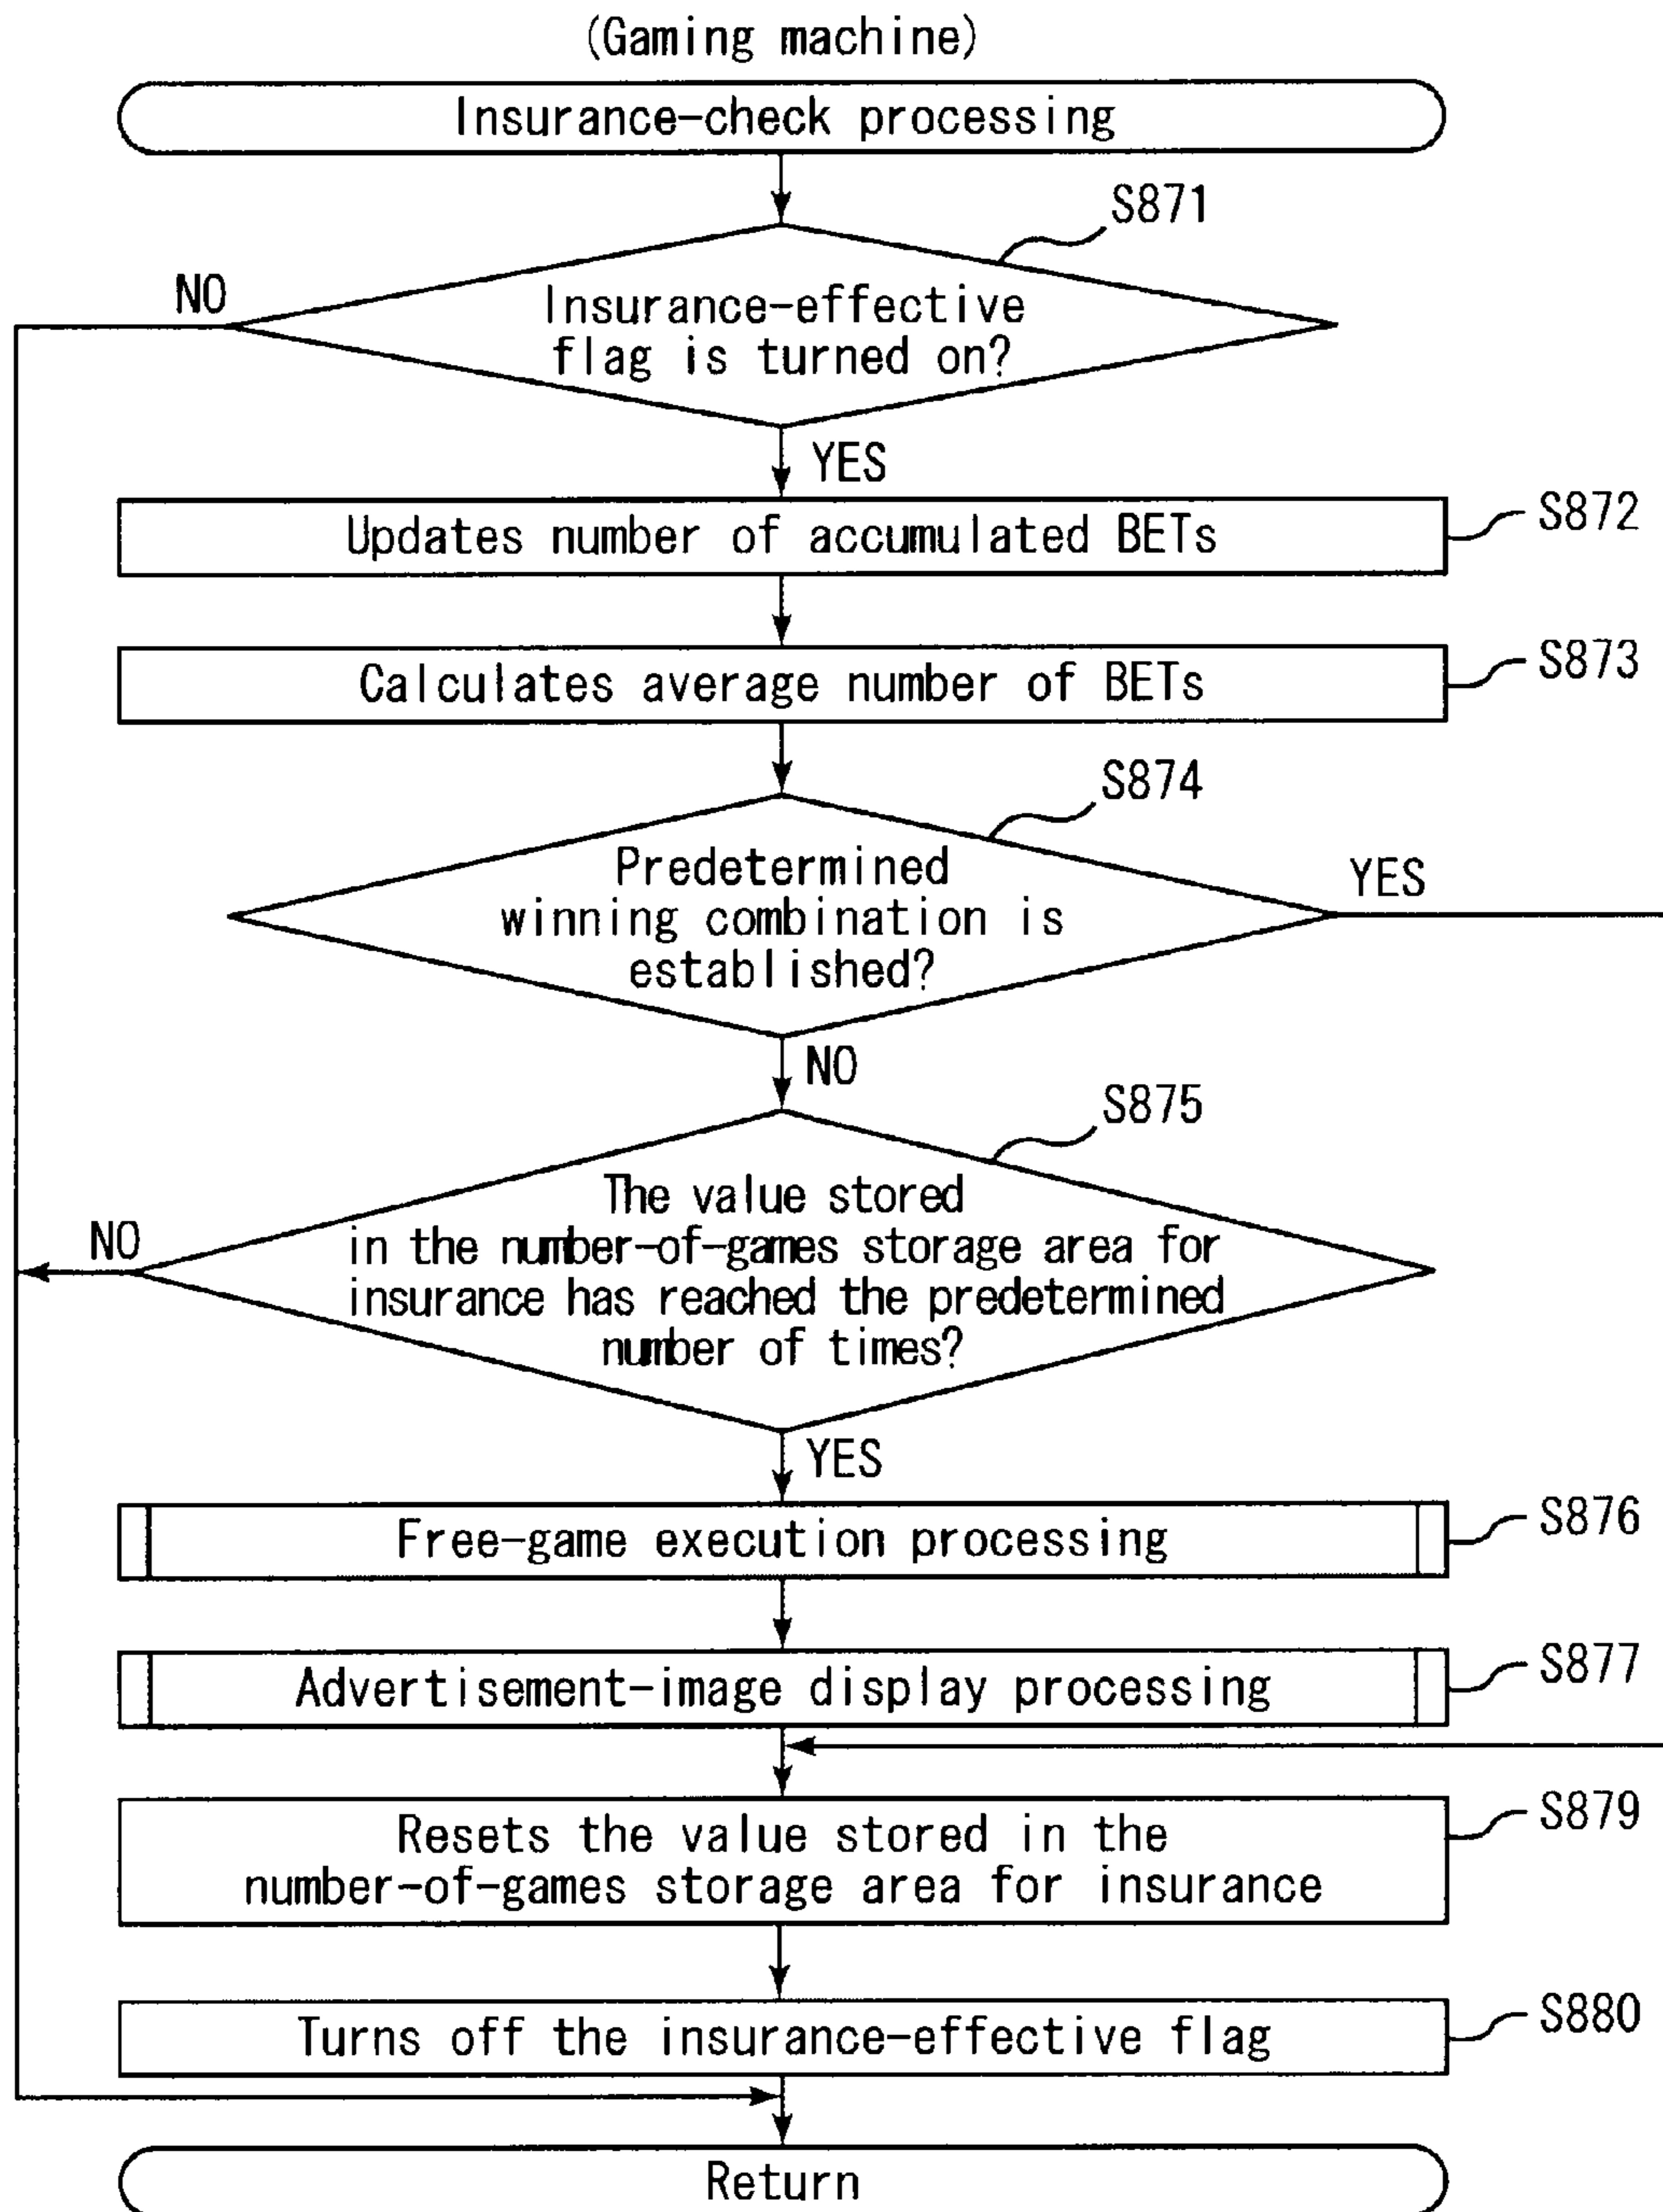 (Gaming machine)
Insurance-check processing
S871
NO
Insurance-effective
flag is turned on?
YES
Updates number of accumulated BETs
S872
Calculates average number of BETs
S873
S874
Predetermined
winning combination is
established?
YES
NO
S875
The value stored
in the number-of-games storage area for
insurance has reached the predetermined
number of times?
NO
YES
Free-game execution processing
S876
Advertisement-image display processing
S877
Resets the value stored in the
number-of-games storage area for insurance
S879
Turns off the insurance-effective flag
S880
Return